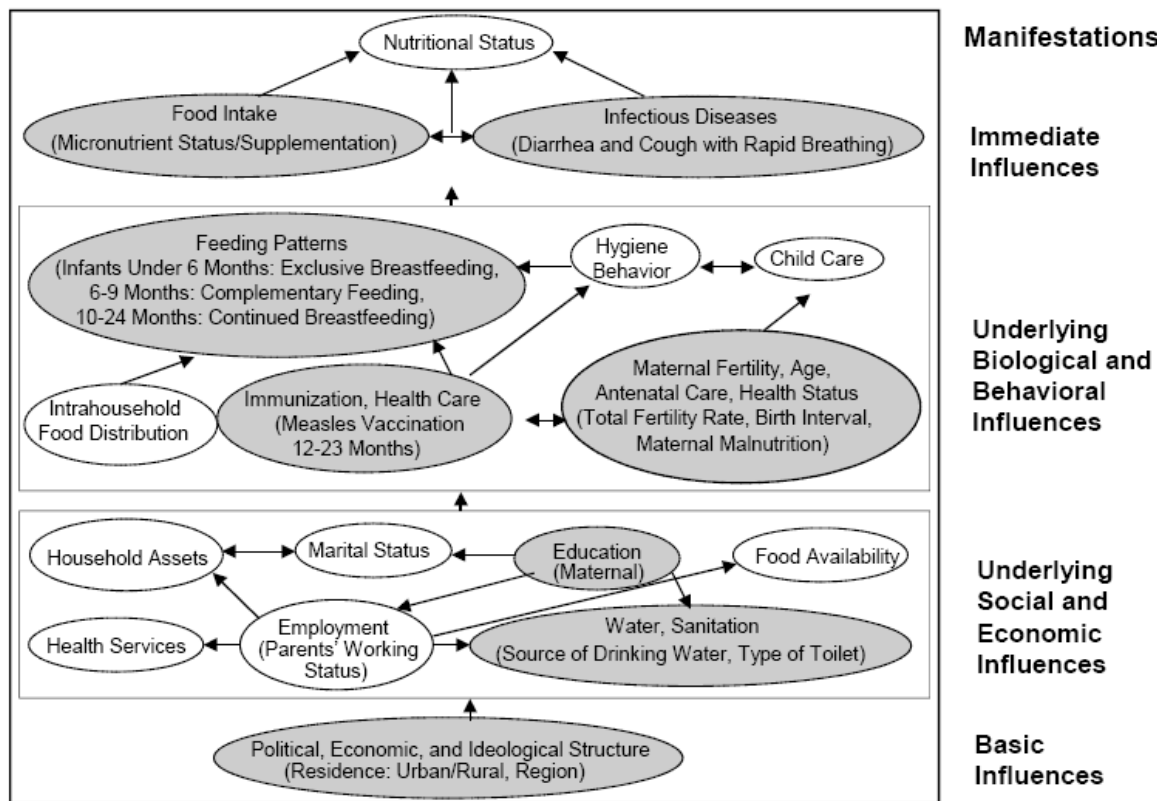 Nutritional Status
Manifestations
Food Intake
(Micronutrient Status/Supplementation)
Infectious Diseases
(Diarrhea and Cough with Rapid Breathing)
Immediate
Influences
Feeding Patterns
(Infants Under 6 Months: Exclusive Breastfeeding,
6-9 Months: Complementary Feeding,
10-24 Months: Continued Breastfeeding)
Hygiene
Behavior
Child Care
Intrahousehold
Food Distribution
Immunization, Health Care
(Measles Vaccination
12-23 Months)
Maternal Fertility, Age,
Antenatal Care, Health Status
(Total Fertility Rate, Birth Interval,
Maternal Malnutrition)
Underlying
Biological and
Behavioral
Influences
Household Assets
Marital Status
Education
(Maternal)
Food Availability
Health Services
Employment
(Parents' Working
Status)
Water, Sanitation
(Source of Drinking Water, Type of Toilet)
Underlying
Social and
Economic
Influences
Political, Economic, and Ideological Structure
(Residence: Urban/Rural, Region)
Basic
Influences